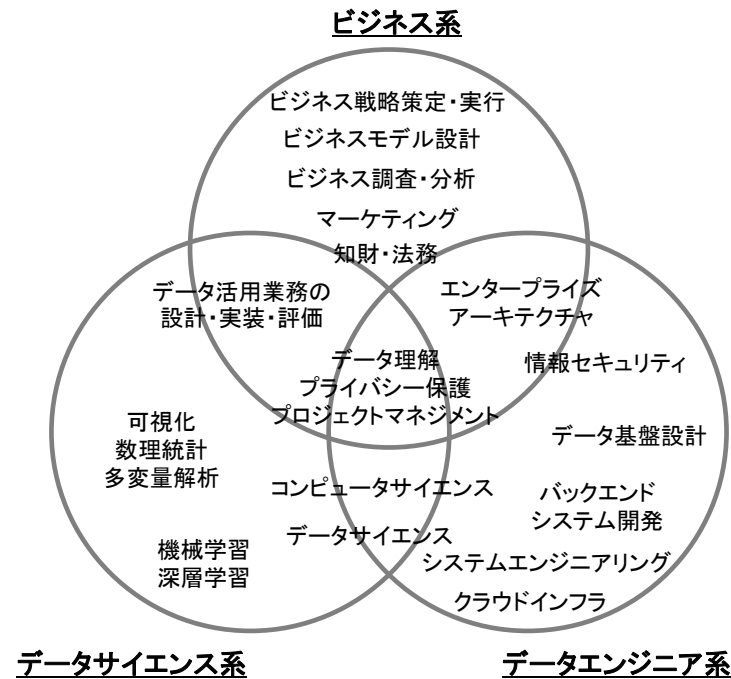 ビジネス系
ビジネス戦略策定・実行
ビジネスモデル設計
ビジネス調査・分析
マーケティング
知財・法務
データ活用業務の
設計・実装・評価
エンタープライズ
アーキテクチャ
データ理解
プライバシー保護
プロジェクトマネジメント
情報セキュリティ
可視化
数理統計
多変量解析
データ基盤設計
コンピュータサイエンス
バックエンド
システム開発
データサイエンス
機械学習
深層学習
システムエンジニアリング
クラウドインフラ
データサイエンス系
データエンジニア系